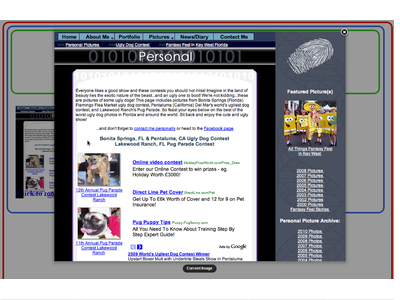 Home About Me Portfolio Pictures News/Diary Contact Me
Personal Pictures Ugly Dog Contest Fantasy Fest in Key West Florida
Personal
Everyone likes a good show and these contests you should not miss! Imagine in the land of
beauty lies the exotic nature of the beast...and an ugly one to boot! We're not kidding...these
are pictures of some ugly dogs! This page includes pictures from Bonita Springs (Florida)
Flamingo Flea Market ugly dog contest, Pentaluma (California) Del Mar's world's ugliest dog
contest; and Lakewood Ranch's Pug Parade. So feast your eyes below on the best of the
worst ugly dog photos in Florida and around the world. Sit back and enjoy the cute and ugly
show!
...and don't forget to contact me personally or head to the Facebook page
Bonita Springs, FL & Pentaluma, CA Ugly Dog Contest
Lakewood Ranch, FL Pug Parade Contest
12th Annual Pug Parade
Contest Lakewood
Ranch
11th Annual Pug Parade
Contest Lakewood
Ranch
Online video contest
Enter our Online Contest to win prizes - eg.
Holiday Worth £3000!
Direct Line Pet Cover DirectLine.com/Pet
Get Up To £6k Worth of Cover and 12 for 9 on Pet
Insurance!
Pug Puppy Tips Puppy-PugSavvy.com
All You Need To Know About Training Step By
Step Expert Guide!
Ads by Google
2009 World's Ugliest Dog Contest Winner
Upstart Boxer Mutt with Underbite Steals Show in Pentaluma
Featured Picture(s)
All Things Fantasy Fest
in Key West
2008 Pictures
2007 Pictures
2006 Pictures
2005 Pictures
2004 Pictures
2003 Pictures
2002 Pictures
Fantasy Fest Stories
Personal Picture Archive:
2010 Photos
2009 Photos
2008 Photos
Current Image